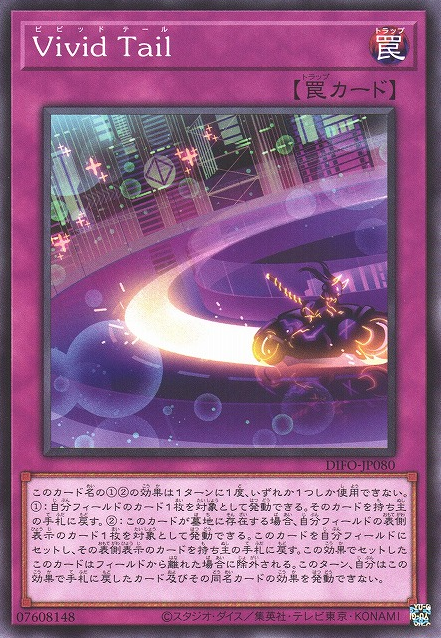 ビビッドテール
Vivid Tail
トラップ
罠
トラップ
【罠カード】
DIFO-JP080
このカード名の①②の効果は1ターンに1度、いずれか1つしか使用できない。
①:自分フィールドのカード1枚を対象として発動できる。そのカードを持ち主
の手札に戻す。②:このカードが墓地に存在する場合、自分フィールドの表側
表示のカード1枚を対象として発動できる。このカードを自分フィールドに
セットし、その表側表示のカードを持ち主の手札に戻す。この効果でセットした
このカードはフィールドから離れた場合に除外される。このターン、自分はこの
効果で手札に戻したカード及びその同名カードの効果を発動できない。
07608148
©スタジオ・ダイス/集英社・テレビ東京・KONAMI